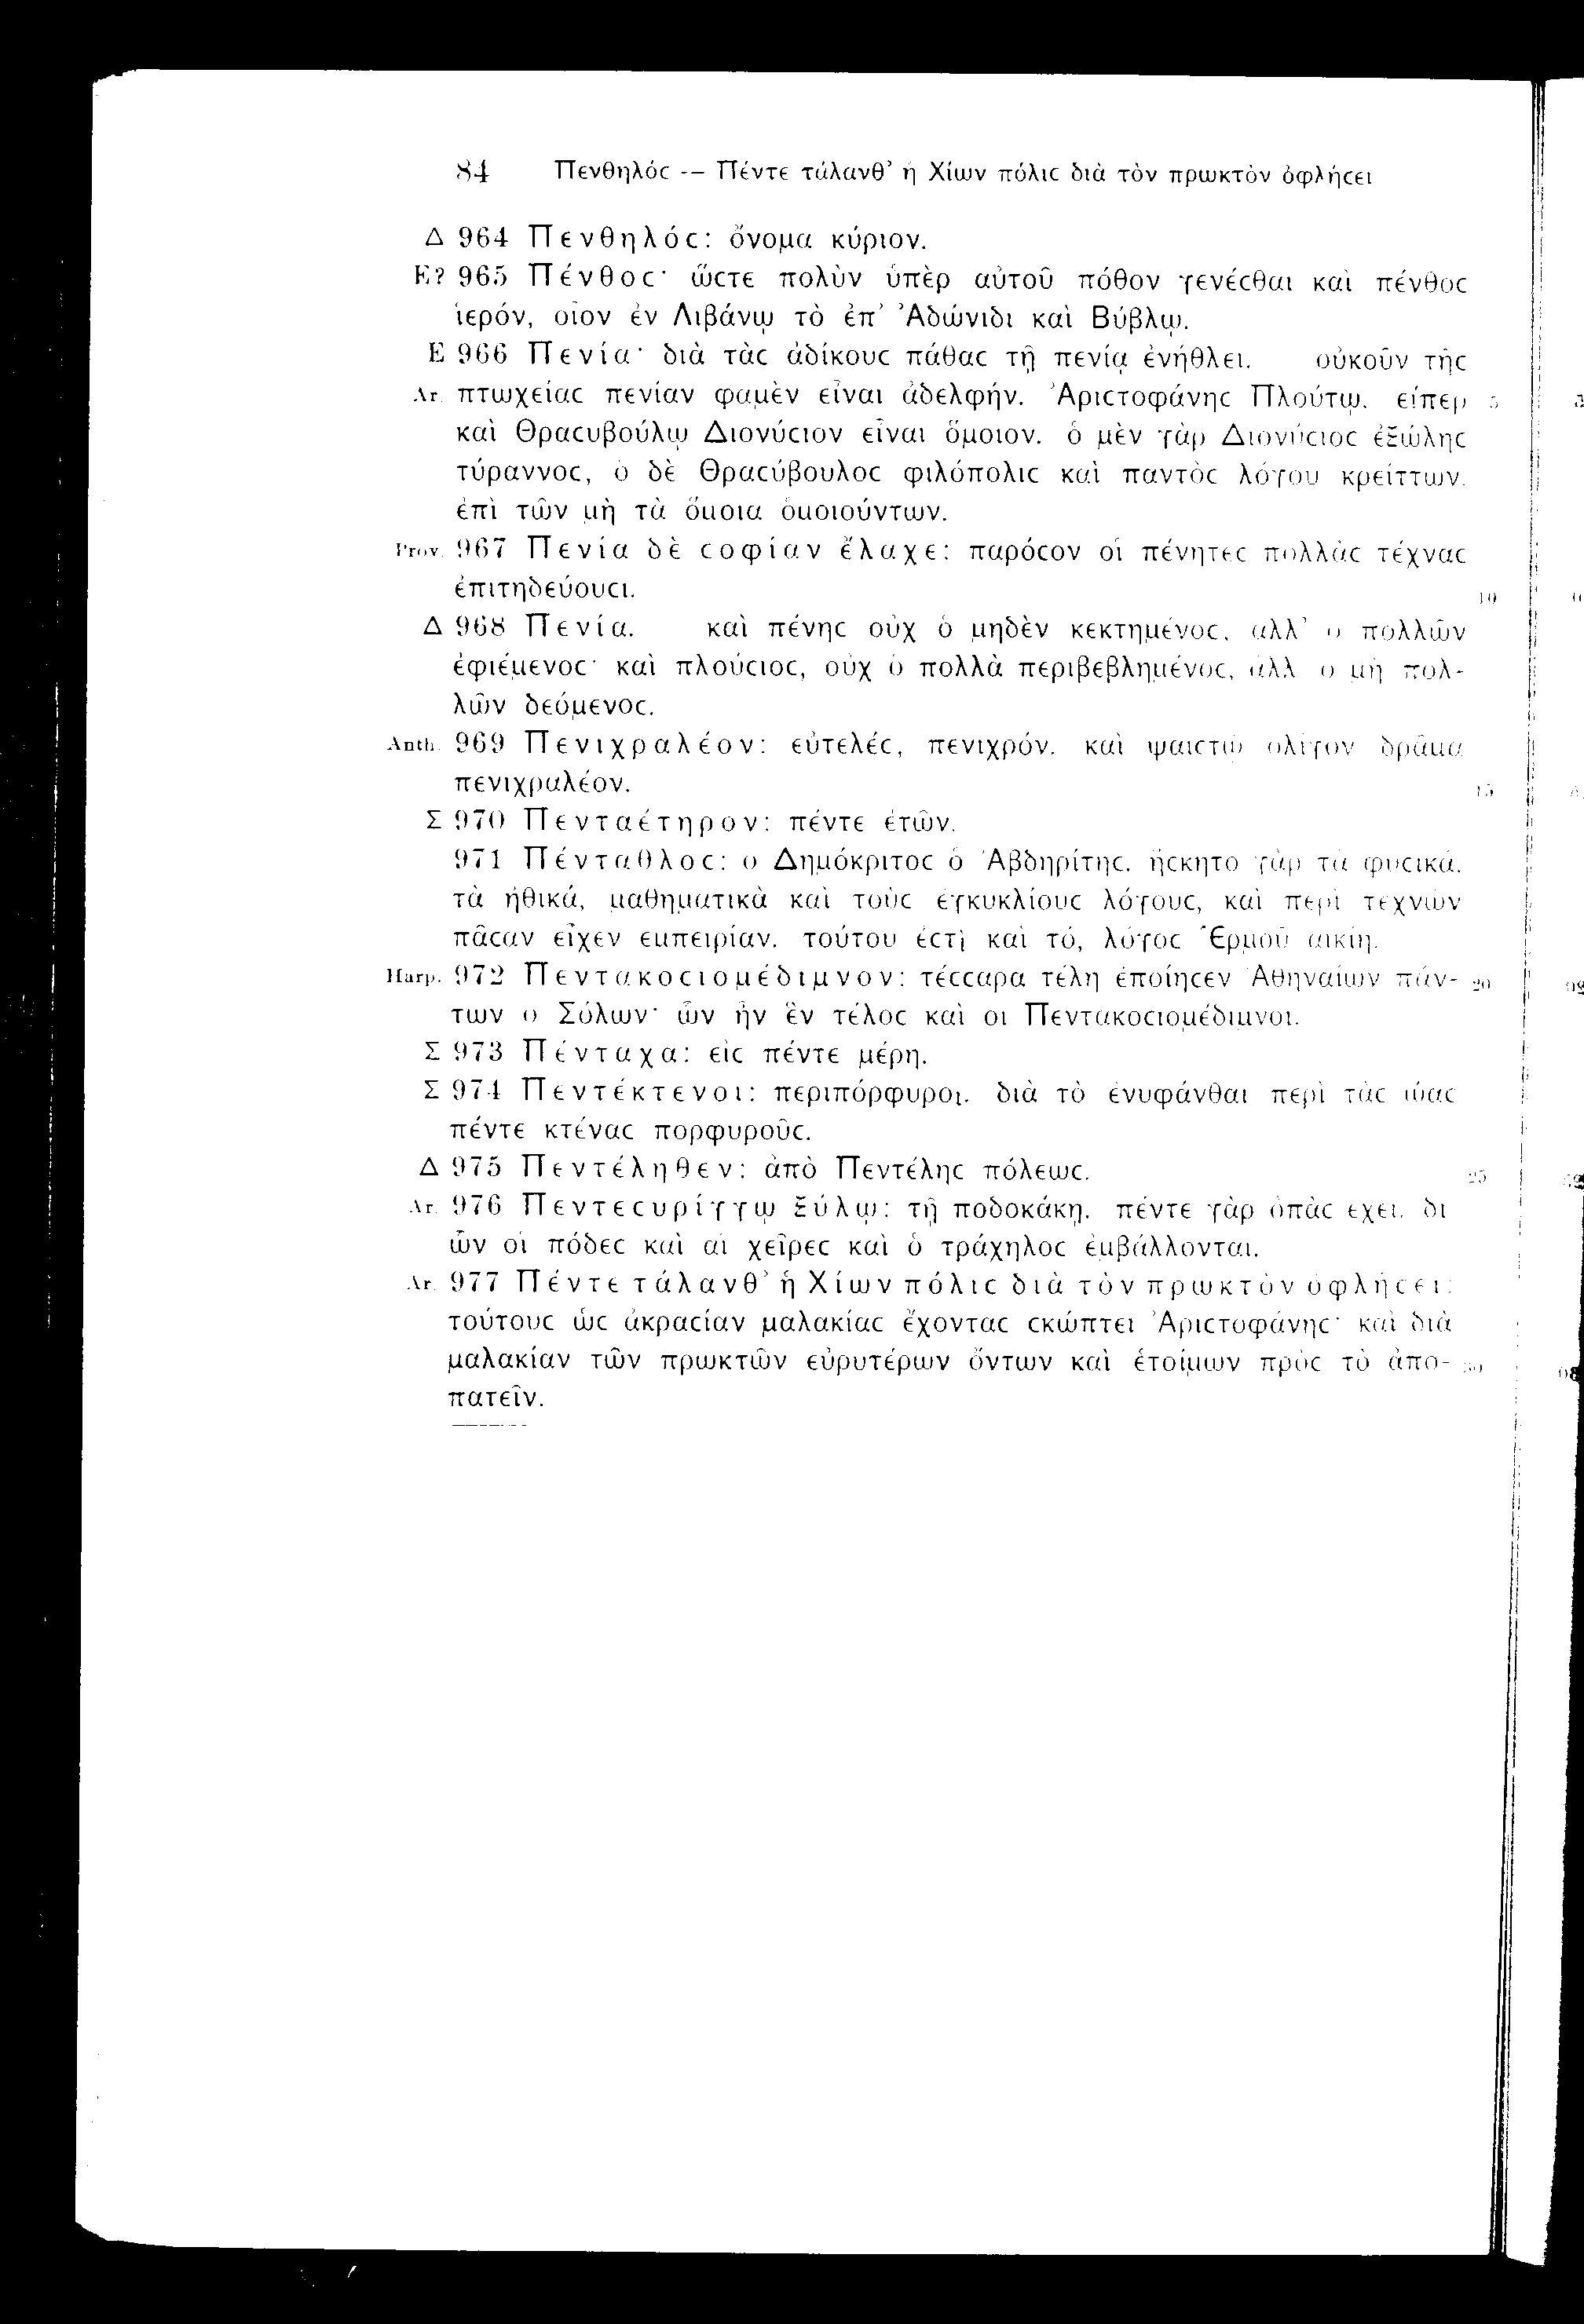 84 Πενθηλόϲ -- Πέντε τάλανθ’ ἡ Χίων πόλιϲ διὰ τὸν πρωκτὸν ὀφλήϲει
Δ 964 Πενθηλόϲ: ὄνομα κύριον.
E? 965 Πένθοϲ· ὥϲτε πολὺν ὑπὲρ αὐτοῦ πόθον γενέϲθαι καὶ πένθοϲ
ἱερόν, οἷον ἐν Λιβάνῳ τὸ ἐπ’ Ἀδώνιδι καὶ Βύβλῳ.
E 966 Πενία· διὰ τὰϲ ἀδίκουϲ πάθαϲ τῇ πενίᾳ ἐνήθλει. οὐκοῦν τῆϲ
Ar. πτωχείαϲ πενίαν φαμὲν εἶναι ἀδελφήν. Ἀριϲτοφάνηϲ Πλούτῳ. εἴπερ 5
καὶ Θραϲυβούλῳ Διονύϲιον εἶναι ὅμοιον. ὁ μὲν γὰρ Διονύϲιοϲ ἐξώληϲ
τύραννοϲ, ὁ δὲ Θραϲύβουλοϲ φιλόπολιϲ καὶ παντὸϲ λόγου κρείττων.
ἐπὶ τῶν μὴ τὰ ὅμοια ὁμοιούντων.
Prov. 967 Πενία δὲ ϲοφίαν ἔλαχε: παρόϲον οἱ πένητεϲ πολλὰϲ τέχναϲ
ἐπιτηδεύουϲι. 10
Δ 968 Πενία. καὶ πένηϲ οὐχ ὁ μηδὲν κεκτημένοϲ, ἀλλ’ ὁ πολλῶν
ἐφιέμενοϲ· καὶ πλούϲιοϲ, οὐχ ὁ πολλὰ περιβεβλημένοϲ, ἀλλ’ ὁ μὴ πολ-
λῶν δεόμενοϲ.
Anth. 969 Πενιχραλέον: εὐτελέϲ, πενιχρόν. καὶ ψαιϲτῶν ὀλίγον δράγμα
πενιχραλέον. 15
Σ 970 Πενταέτηρον: πέντε ἐτῶν.
971 Πένταθλοϲ: ὁ Δημόκριτοϲ ὁ Ἀβδηρίτηϲ. ἤϲκητο γὰρ τὰ φυϲικά,
τὰ ἠθικά, μαθηματικὰ καὶ τοὺϲ ἐγκυκλίουϲ λόγουϲ, καὶ περὶ τεχνῶν
πᾶϲαν εἶχεν ἐμπειρίαν. τούτου ἐϲτὶ καὶ τό, λόγοϲ ἔργου ϲκιή.
Harp. 972 Πεντακοϲιομέδιμνον: τέϲϲαρα τέλη ἐποίηϲεν Ἀθηναίων πάν- 20
των ὁ Σόλων· ὧν ἦν ἓν τέλοϲ καὶ οἱ Πεντακοϲιομέδιμνοι.
Σ 973 Πένταχα: εἰϲ πέντε μέρη.
Σ 974 Πεντέκτενοι: περιπόρφυροι. διὰ τὸ ἐνυφάνθαι περὶ τὰϲ ᾤαϲ
πέντε κτέναϲ πορφυροῦϲ.
Δ 975 Πεντέληθεν: ἀπὸ Πεντέληϲ πόλεωϲ. 25
Ar. 976 Πεντεϲυρίγγῳ ξύλῳ: τῇ ποδοκάκῃ. πέντε γὰρ ὀπὰϲ ἔχει, δι’
ὧν οἱ πόδεϲ καὶ αἱ χεῖρεϲ καὶ ὁ τράχηλοϲ ἐμβάλλονται.
Ar. 977 Πέντε τάλανθ’ ἡ Χίων πόλιϲ διὰ τὸν πρωκτὸν ὀφλήϲει:
τούτουϲ ὡϲ ἀκραϲίαν μαλακίαϲ ἔχονταϲ ϲκώπτει Ἀριϲτοφάνηϲ· καὶ διὰ
μαλακίαν τῶν πρωκτῶν εὐρυτέρων ὄντων καὶ ἑτοίμων πρὸϲ τὸ ἀπο- 30
πατεῖν.